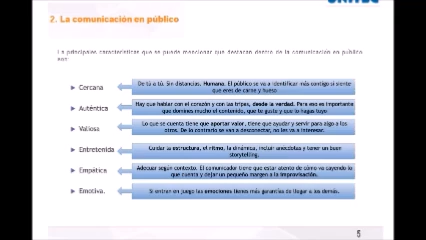 UNITEC
2. La comunicación en público
La principales características que se puede mencionar que destacan dentro de la comunicación en publico
son
Cercana
De tú a tú. Sin distancias. Humana. El público se va a identificar más contigo si siente
que eres de carne y hueso
Auténtica
Hay que hablar con el corazón y con las tripas, desde la verdad. Para eso es importante
que domines mucho el contenido, que te guste y que lo hagas tuyo
Valiosa
Lo que se cuenta tiene que aportar valor, tiene que ayudar y servir para algo a los
otros. De lo contrario se van a desconectar, no les va a interesar.
Entretenida
Cuidar la estructura, el ritmo, la dinámica, incluir anécdotas y tener un buen
storytelling.
Empática
Adecuar según contexto. El comunicador tiene que estar atento de cómo va cayendo lo
que cuenta y dejar un pequeño margen a la improvisación.
Emotiva.
Si entran en juego las emociones tienes más garantías de llegar a los demás.
5